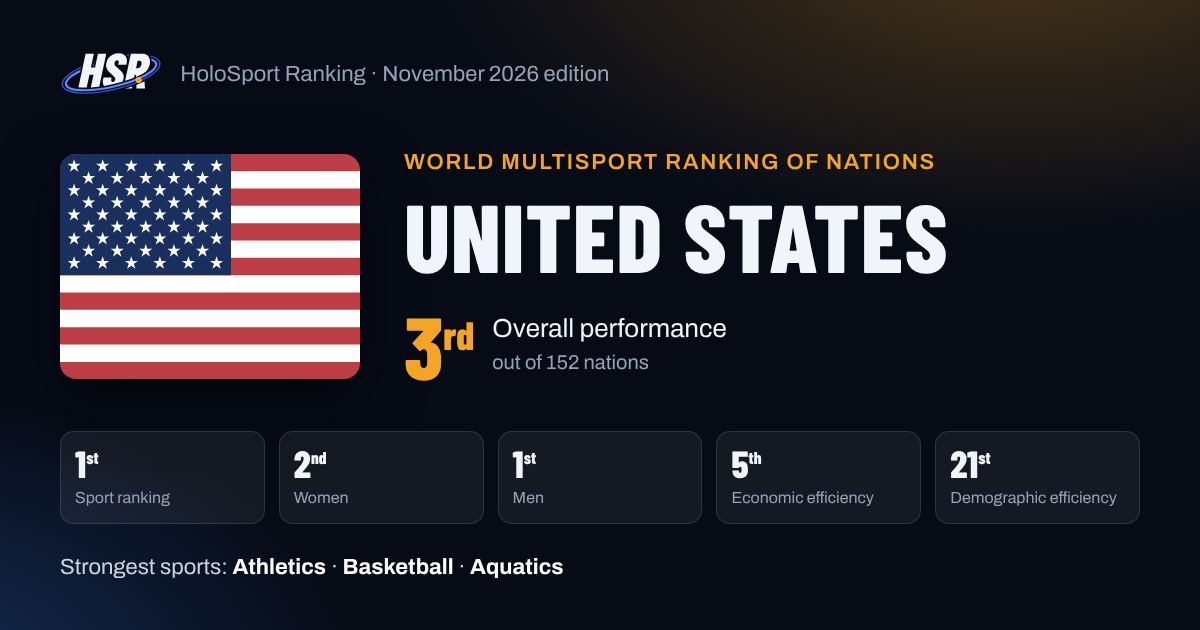 HSR
HoloSport Ranking · November 2026 edition
WORLD MULTISPORT RANKING OF NATIONS
UNITED STATES
3rd
Overall performance
out of 152 nations
1st
Sport ranking
2nd
Women
1st
Men
5th
Economic efficiency
21st
Demographic efficiency
Strongest sports: Athletics · Basketball · Aquatics